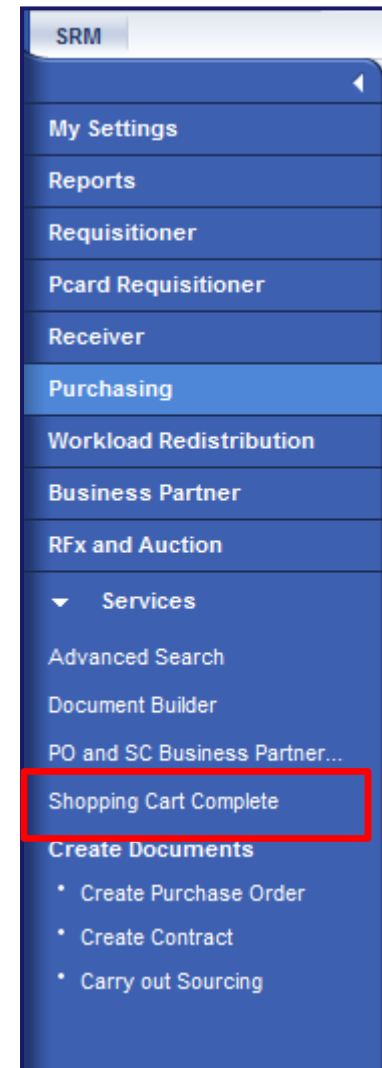 SRM
My Settings
Reports
Requisitioner
Pcard Requisitioner
Receiver
Purchasing
Workload Redistribution
Business Partner
RFx and Auction
Services
Advanced Search
Document Builder
PO and SC Business Partner...
Shopping Cart Complete
Create Documents
• Create Purchase Order
• Create Contract
• Carry out Sourcing